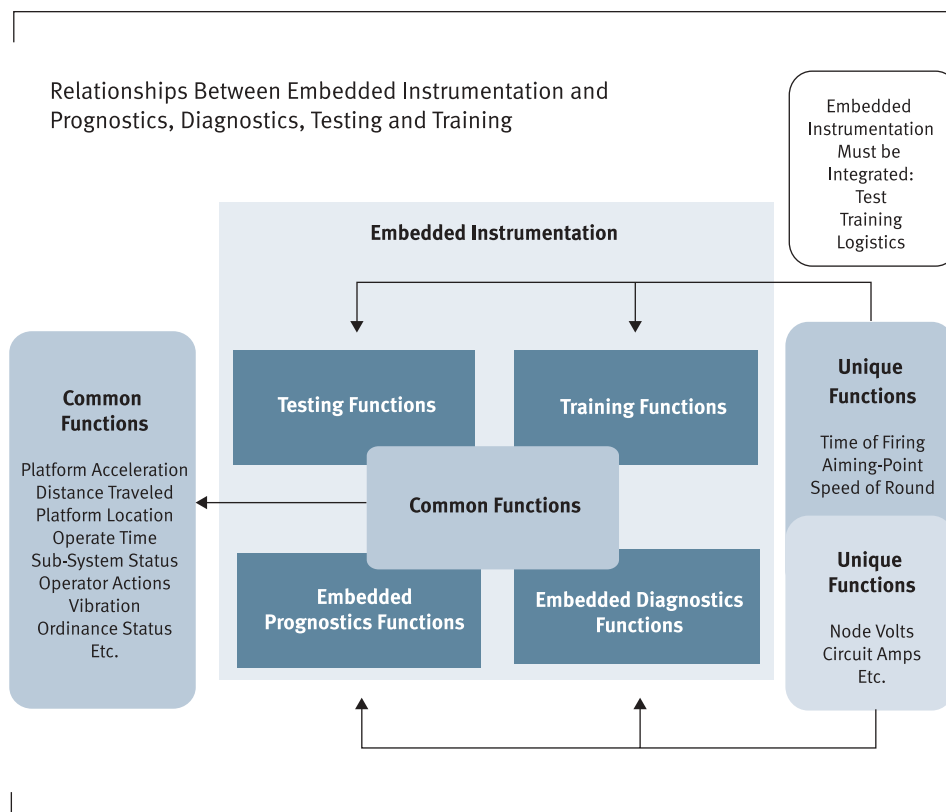 Relationships Between Embedded Instrumentation and
Prognostics, Diagnostics, Testing and Training
Embedded
Instrumentation
Must be
Integrated:
Test
Training
Logistics
Embedded Instrumentation
Testing Functions
Training Functions
Common Functions
Embedded
Prognostics Functions
Embedded Diagnostics
Functions
Common
Functions
Platform Acceleration
Distance Traveled
Platform Location
Operate Time
Sub-System Status
Operator Actions
Vibration
Ordinance Status
Etc.
Unique
Functions
Time of Firing
Aiming-Point
Speed of Round
Unique
Functions
Node Volts
Circuit Amps
Etc.